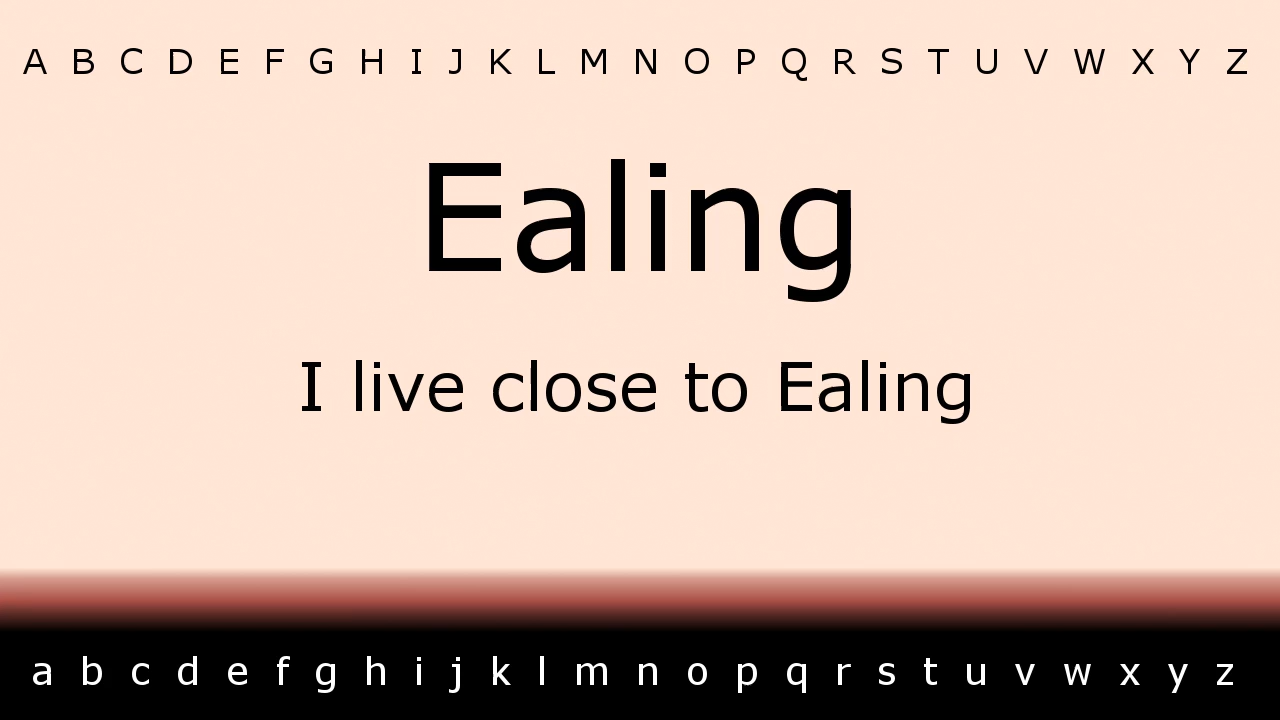 A B C D E F G H I J K L M N O P Q R S T U V W X Y Z
Ealing
I live close to Ealing
a b c d e f g h i j k l m n o p q r s t u v w x y z